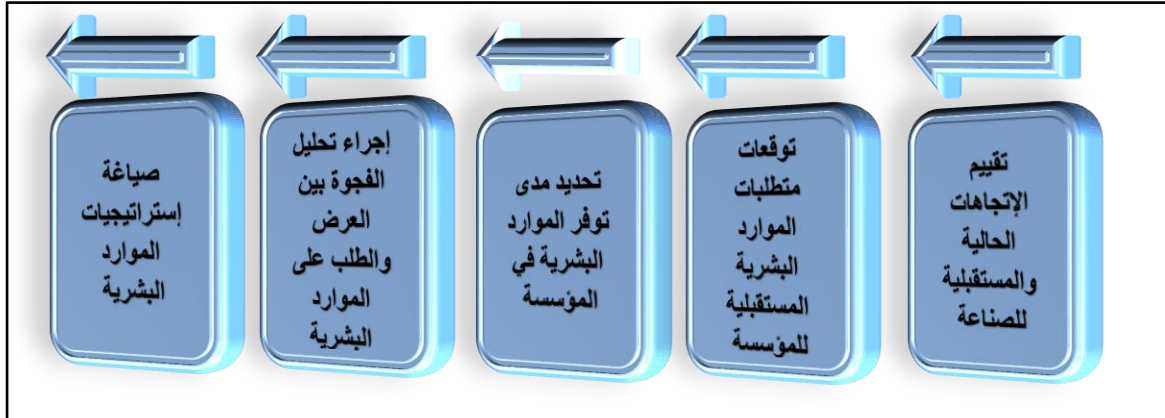 تقييم
الإتجاهات
الحالية
والمستقبلية
للصناعة
توقعات
متطلبات
الموارد
البشرية
المستقبلية
للمؤسسة
تحديد مدى
توفر الموارد
البشرية في
المؤسسة
إجراء تحليل
الفجوة بين
العرض
والطلب على
الموارد
البشرية
صياغة
إستراتيجيات
الموارد
البشرية